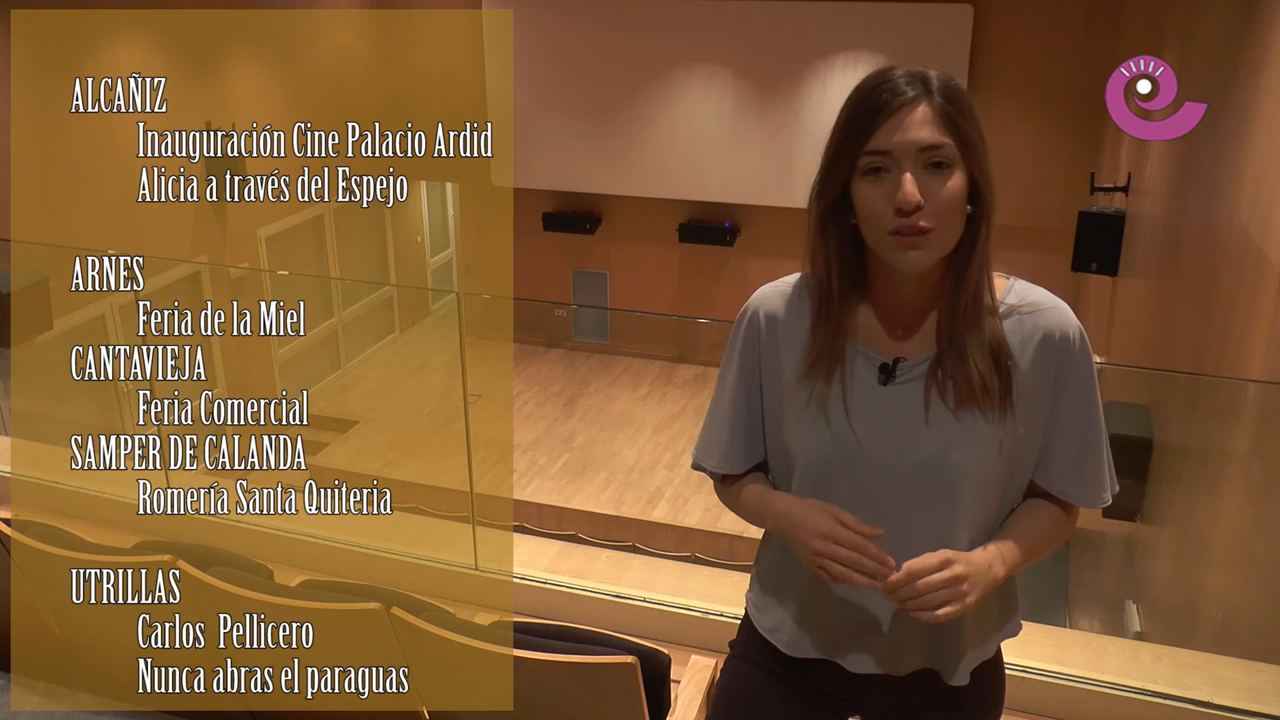 ALCAÑIZ
Inauguración Cine Palacio Ardid
Alicia a través del Espejo
ARNES
Feria de la Miel
CANTAVIEJA
Feria Comercial
SAMPER DE CALANDA
Romería Santa Quiteria
UTRILLAS
Carlos Pellicero
Nunca abras el paraguas